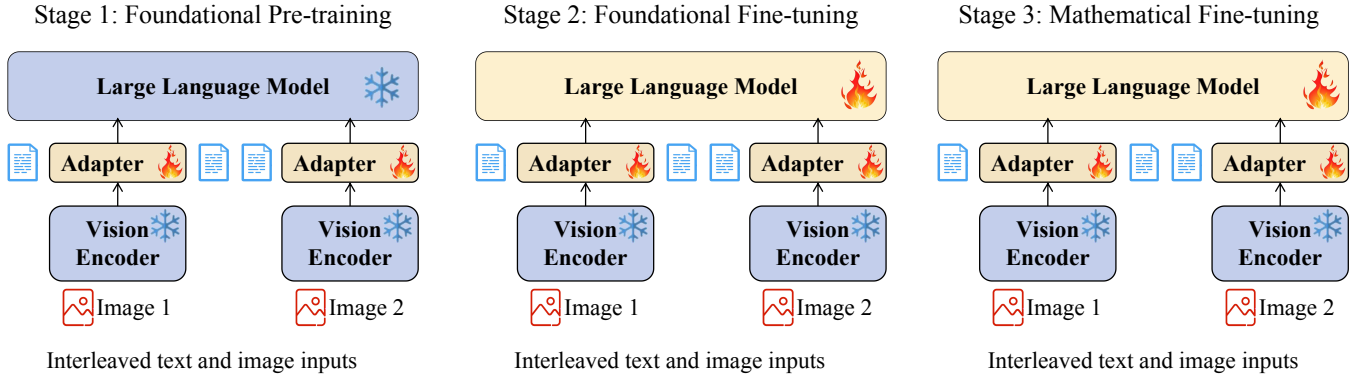 Stage 1: Foundational Pre-training
Large Language Model
Adapter
Adapter
Vision
Encoder
Vision
Encoder
Image 1
Image 2
Interleaved text and image inputs
Stage 2: Foundational Fine-tuning
Large Language Model
Adapter
Adapter
Vision
Encoder
Vision
Encoder
Image 1
Image 2
Interleaved text and image inputs
Stage 3: Mathematical Fine-tuning
Large Language Model
Adapter
Adapter
Vision
Encoder
Vision
Encoder
Image 1
Image 2
Interleaved text and image inputs